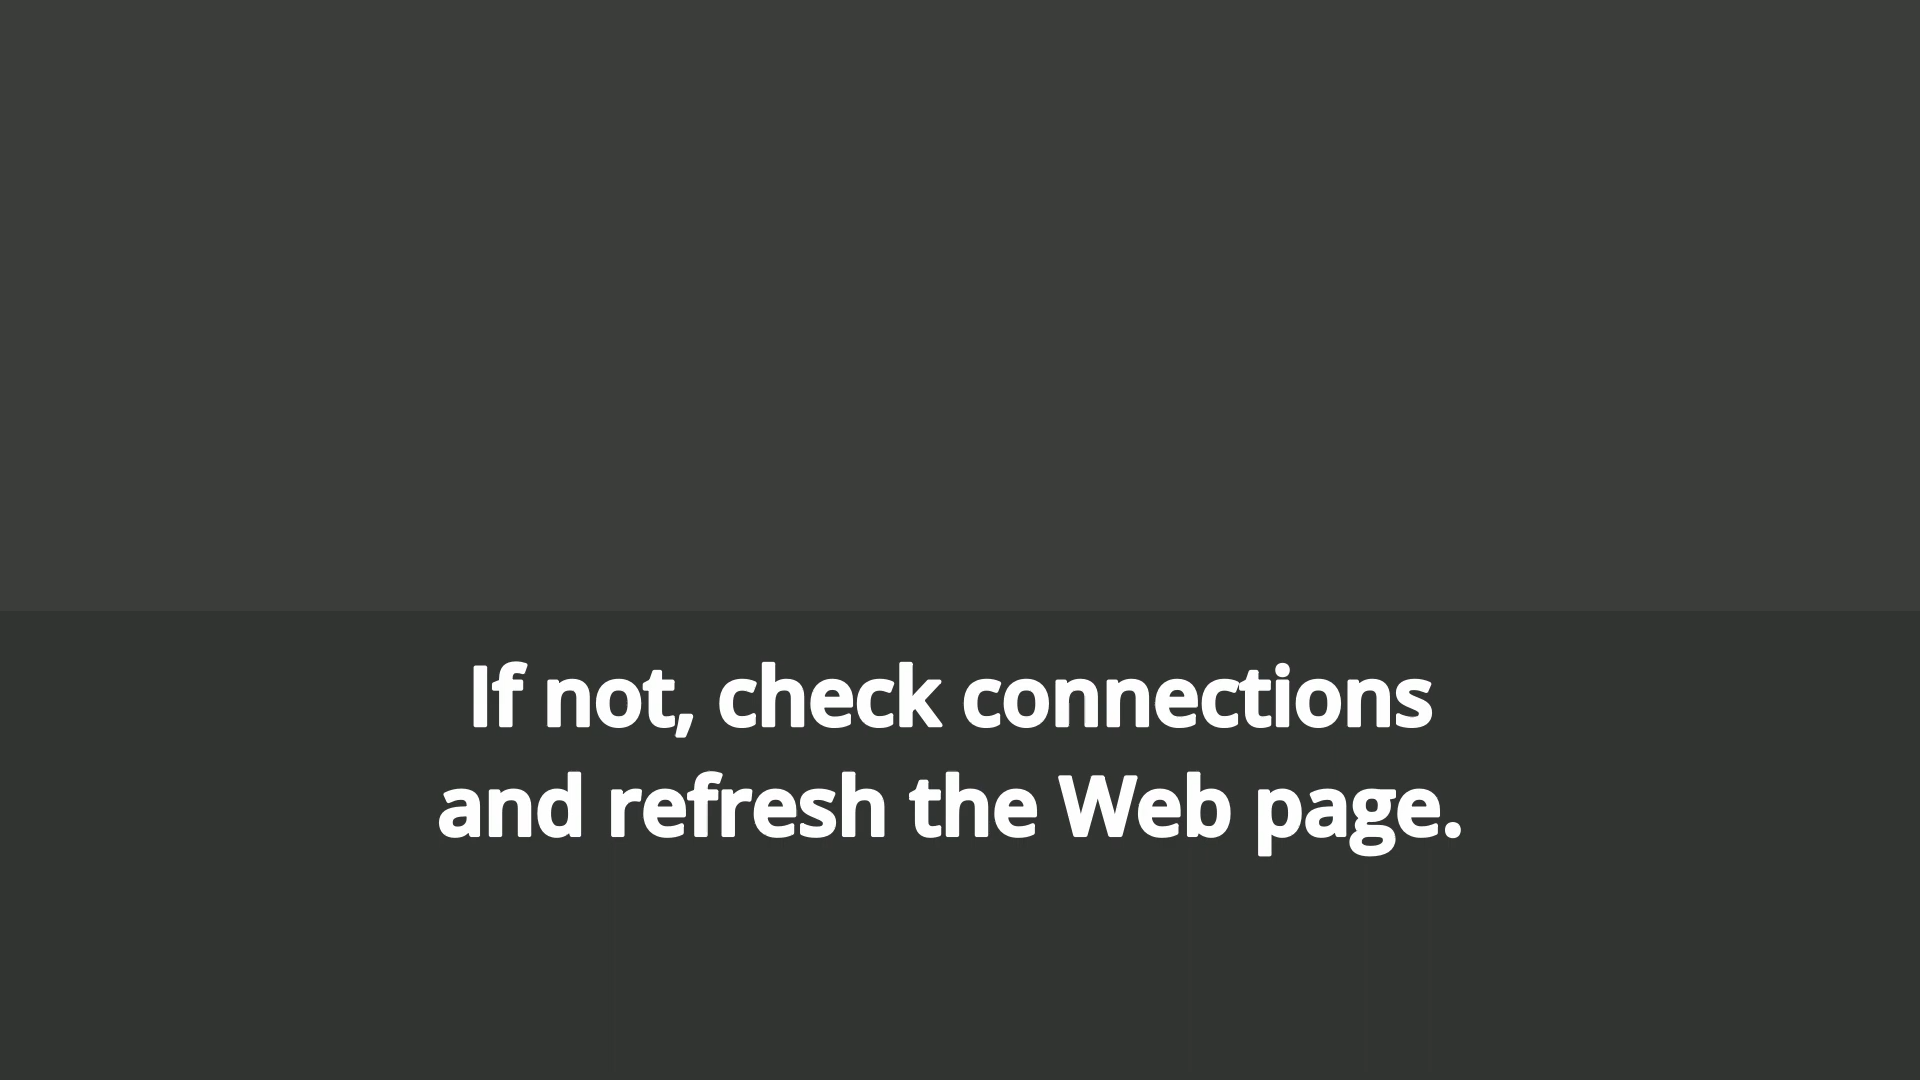 If not, check connections
and refresh the Web page.